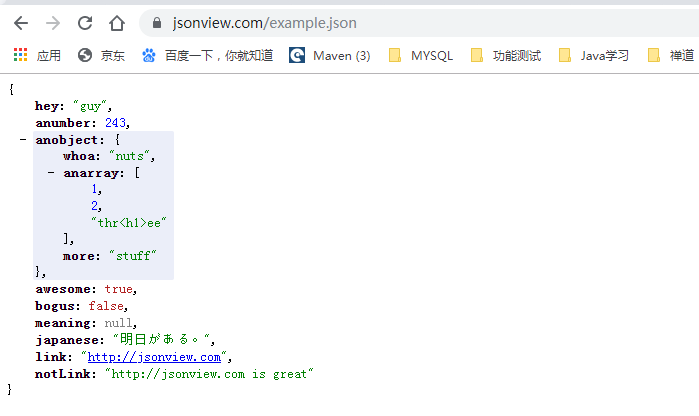 jsonview.com/example.json
应用 京东 百度一下，你就知道 Maven (3) MYSQL 功能测试 Java学习 禅道
{
hey: "guy",
anumber: 243,
- anobject: {
whoa: "nuts",
- anarray: [
1,
2,
"thr<h1>ee"
],
more: "stuff"
},
awesome: true,
bogus: false,
meaning: null,
japanese: "明日がある。",
link: "http://jsonview.com",
notLink: "http://jsonview.com is great"
}